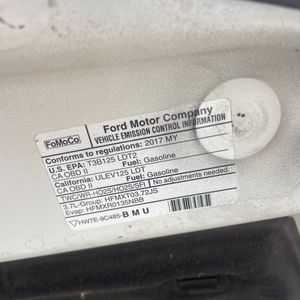 FoMoCo
Ford Motor Company
VEHICLE EMISSION CONTROL INFORMATION
Conforms to regulations: 2017 MY
U.S. EPA: T3B125 LDT2 Fuel: Gasoline
CA OBD II
California: ULEV125 LDT Fuel: Gasoline
CA OBD II
TWC/WR-HO2S/HO2S/SFI No adjustments needed.
3.7L-Group: HFMXT03.72JS
Evap: HFMXR0135NBB
HW7E-9C485-BMU